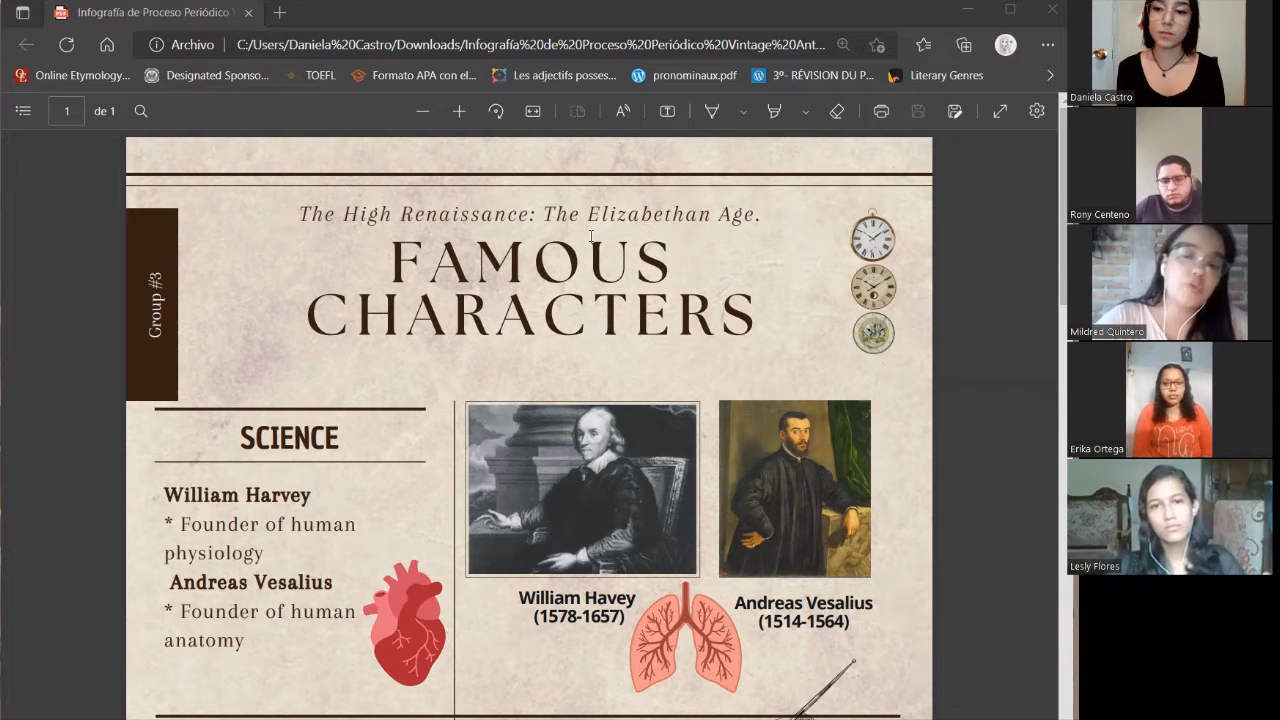 Infografía de Proceso Periódico
Archivo
C:/Users/Daniela%20Castro/Downloads/Infografía%20de%20Proceso%20Periódico%20Vintage%20Ant...
Online Etymology...
Designated Sponso...
TOEFL
Formato APA con el...
Les adjectifs posses...
pronominaux.pdf
3º- RÉVISION DU P...
Literary Genres
1 de 1
The High Renaissance: The Elizabethan Age.
FAMOUS
CHARACTERS
Group #3
SCIENCE
William Harvey
* Founder of human
physiology
Andreas Vesalius
* Founder of human
anatomy
William Havey
(1578-1657)
Andreas Vesalius
(1514-1564)
Daniela Castro
Rony Centeno
Mildred Quintero
Erika Ortega
Lesly Flores